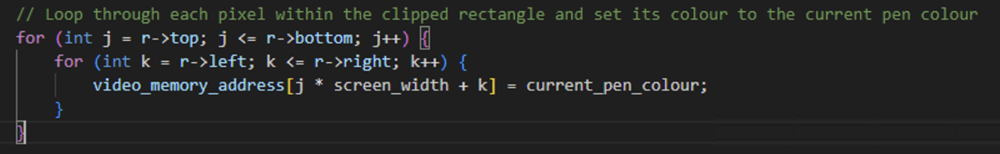 // Loop through each pixel within the clipped rectangle and set its colour to the current pen colour
for (int j = r->top; j <= r->bottom; j++) {
    for (int k = r->left; k <= r->right; k++) {
        video_memory_address[j * screen_width + k] = current_pen_colour;
    }
}